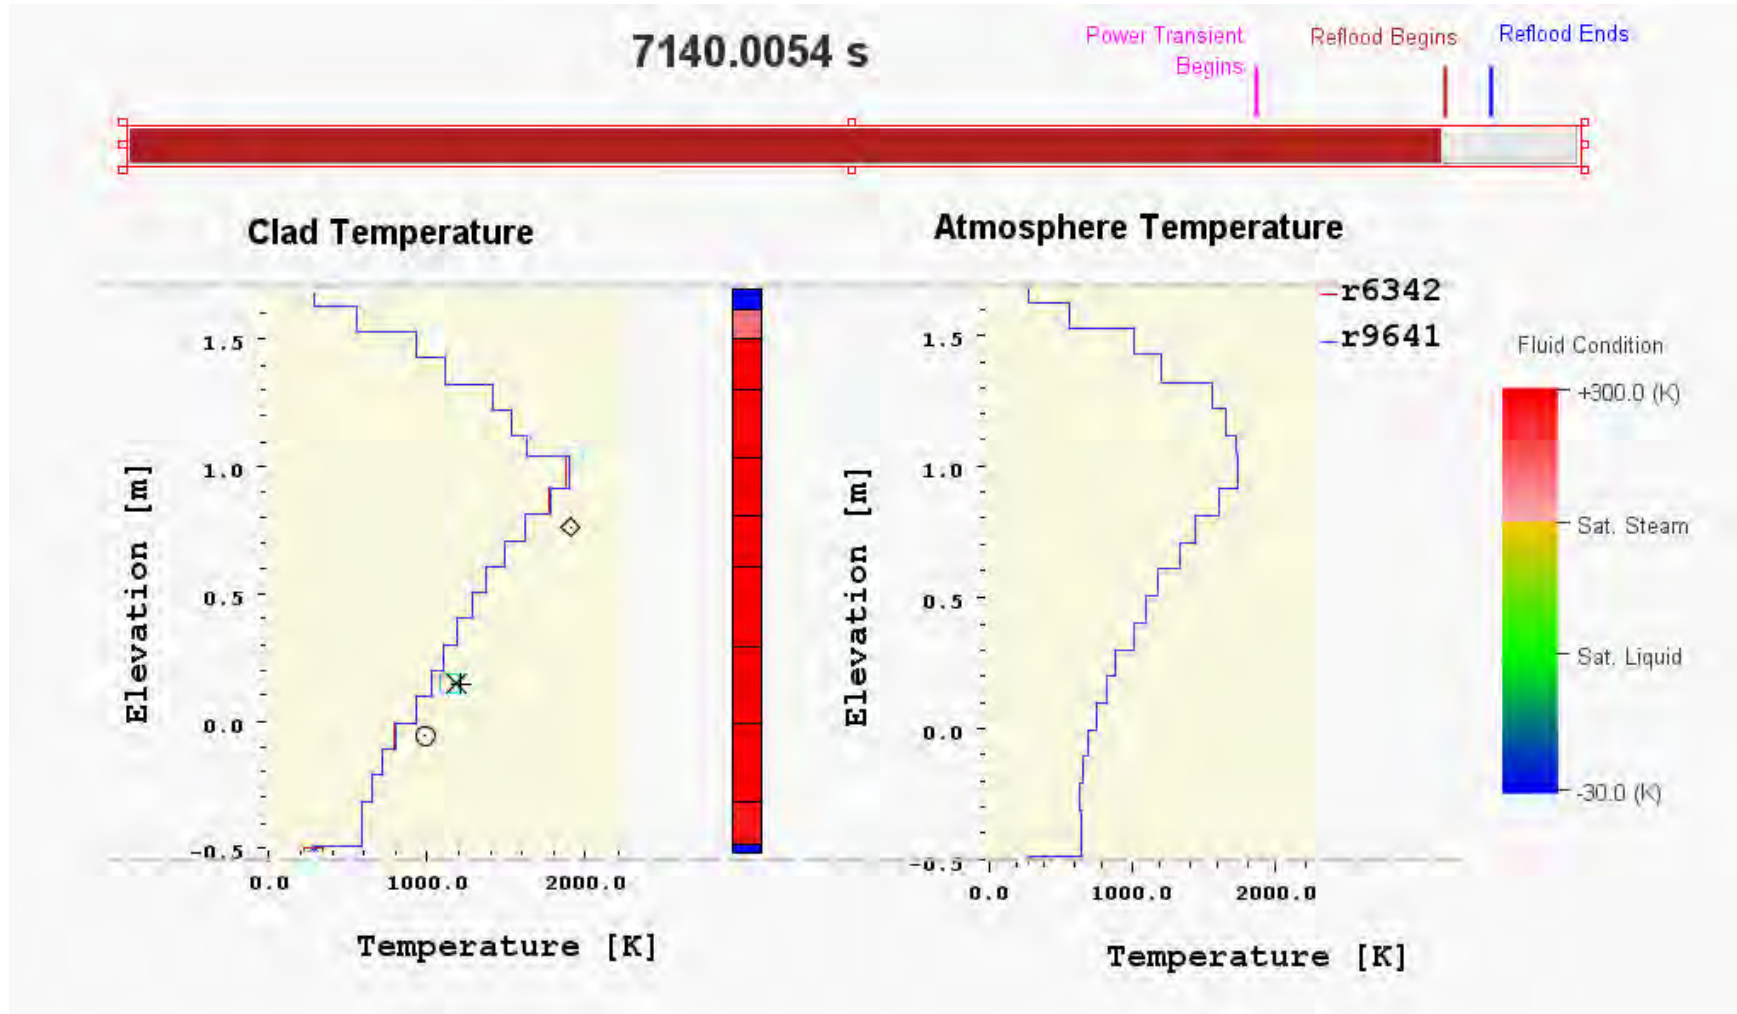 7140.0054 s
Power Transient
Begins
Reflood Begins
Reflood Ends
Clad Temperature
Atmosphere Temperature
r6342
r9641
1.5
1.0
0.5
0.0
-0.5
Elevation [m]
0.0 1000.0 2000.0
Temperature [K]
1.5
1.0
0.5
0.0
-0.5
Elevation [m]
0.0 1000.0 2000.0
Temperature [K]
Fluid Condition
+300.0 (K)
Sat. Steam
Sat. Liquid
-30.0 (K)